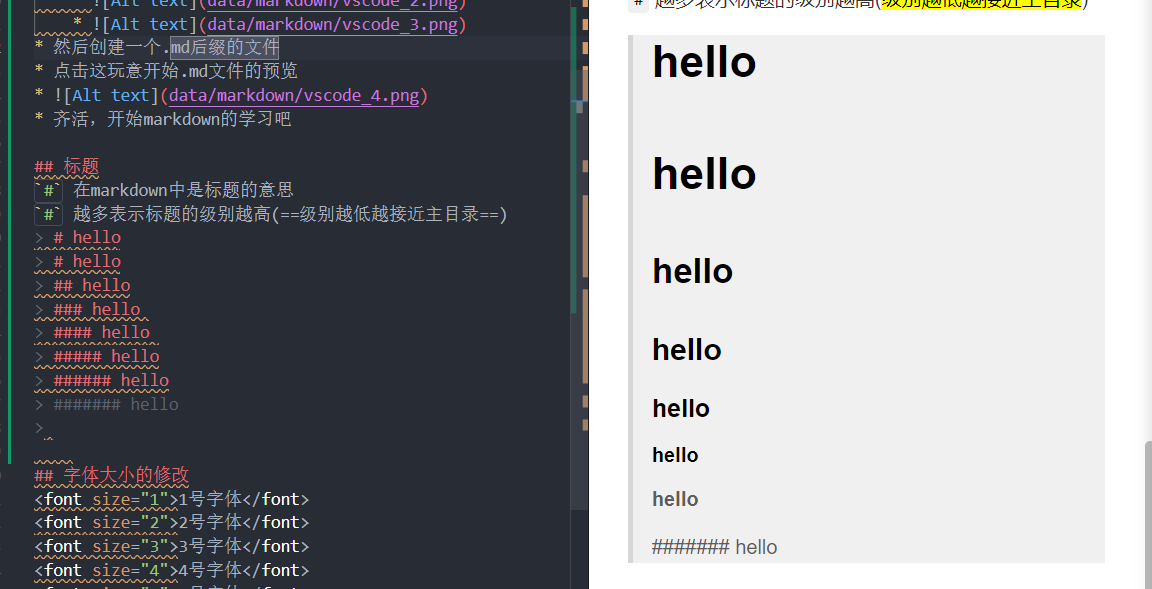 ![Alt text](data/markdown/vscode_2.png)
* ![Alt text](data/markdown/vscode_3.png)
* 然后创建一个.md后缀的文件
* 点击这玩意开始.md文件的预览
* ![Alt text](data/markdown/vscode_4.png)
* 齐活，开始markdown的学习吧
## 标题
`#` 在markdown中是标题的意思
`#` 越多表示标题的级别越高(==级别越低越接近主目录==)
> # hello
> # hello
> ## hello
> ### hello
> #### hello
> ##### hello
> ###### hello
> ####### hello
>
## 字体大小的修改
<font size="1">1号字体</font>
<font size="2">2号字体</font>
<font size="3">3号字体</font>
<font size="4">4号字体</font>
# 越多表示标题的级别越高(级别越低越接近主目录)
hello
hello
hello
hello
hello
hello
hello
####### hello